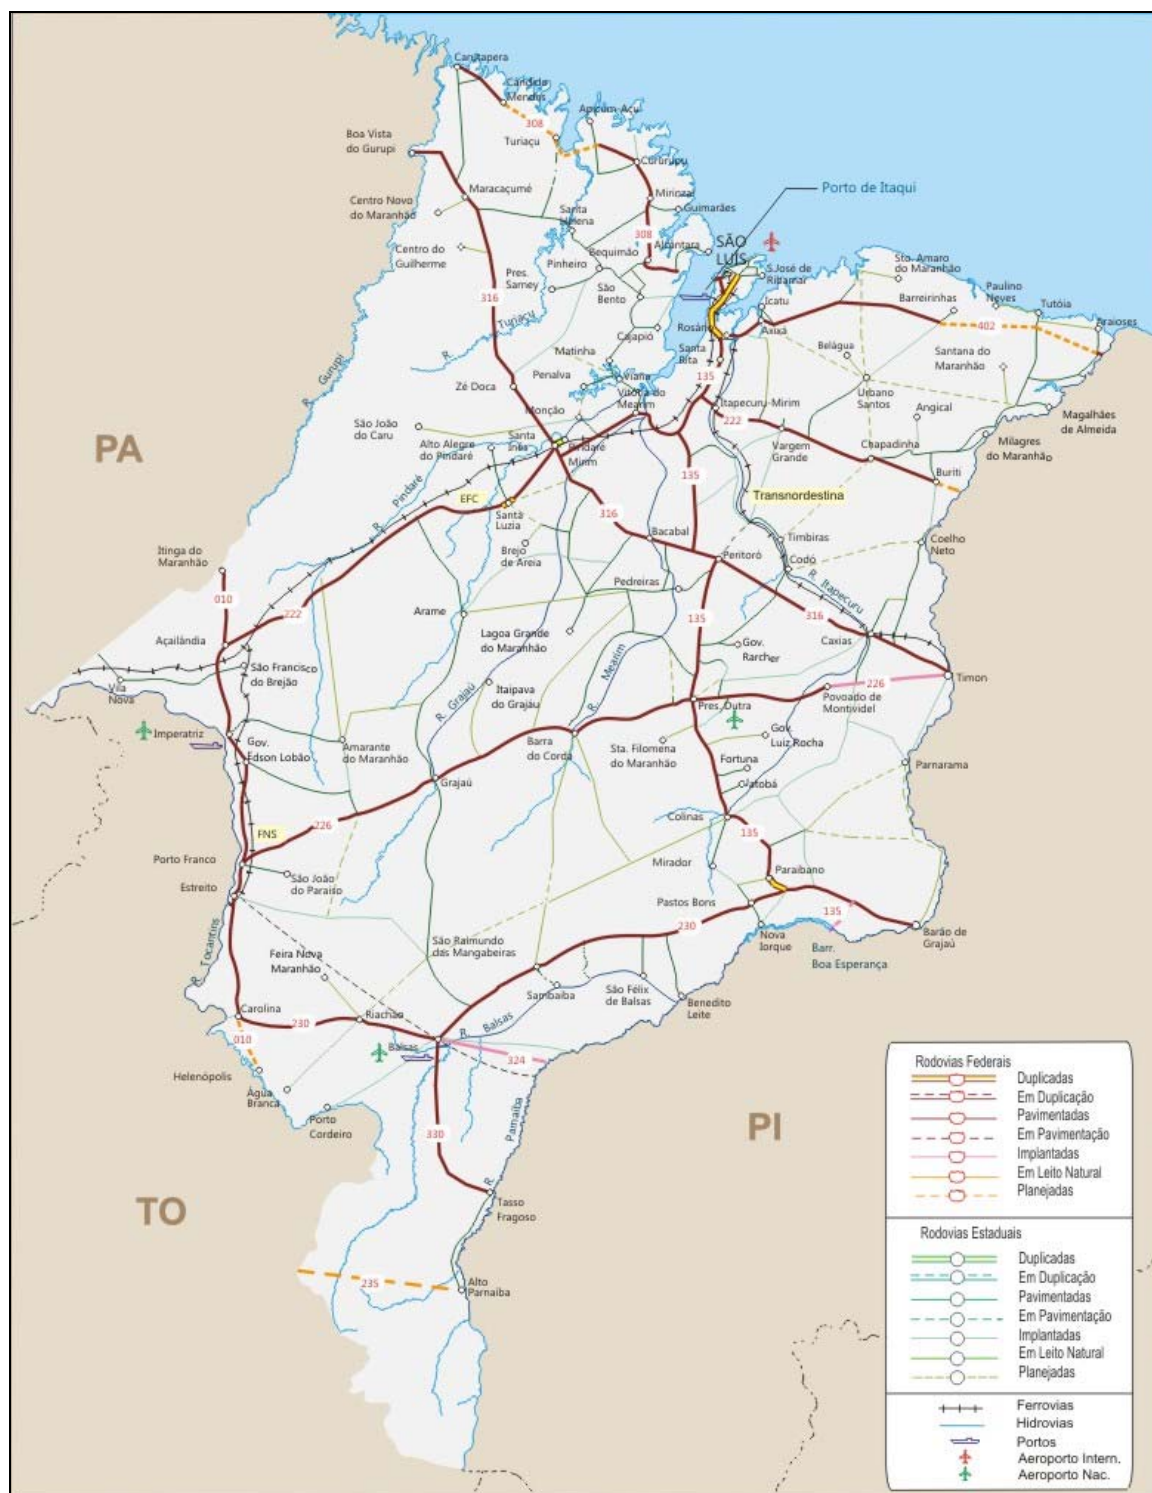 Carutapera
Cândido
Mendes
Apicum-Açu
308
Turiaçu
Boa Vista
do Gurupi
Cururupu
Maracaçumé
Mirinzal
Porto de Itaqui
Centro Novo
do Maranhão
Santa
Helena
Guimarães
308
Alcantara
SÃO
LUÍS
Centro do
Guilherme
Bequimão
Pinheiro
Pres.
Sarney
São
Bento
S.José de
Ribamar
Sto. Amaro
do Maranhão
Paulino
Neves
316
Icatu
Barreirinhas
Tutóia
R. Turiaçu
Cajapió
Rosário
Axixá
402
Araioses
Matinha
Santa
Rita
Belágua
Santana do
Maranhão
R. Gurupi
Zé Doca
Penalva
Viana
135
Vitória do
Mearim
Urbano
Santos
Monção
Itapecuru-Mirim
Angical
Magalhães
de Almeida
São João
do Caru
222
PA
Alto Alegre
do Pindaré
Santa
Inês
Pindaré
Mirim
Vargem
Grande
Chapadinha
Milagres
do Maranhão
135
Buriti
R. Pindaré
EFC
Transnordestina
Santa
Luzia
316
Bacabal
Timbiras
Coelho
Neto
Itinga do
Maranhão
Brejo
de Areia
Peritoró
Codó
R. Itapecuru
010
Pedreiras
222
Arame
135
316
Lagoa Grande
do Maranhão
Caxias
Açailândia
Gov.
Rarcher
São Francisco
do Brejão
R. Mearim
Vila
Nova
Itaipava
do Grajáu
226
Timon
R. Grajaú
Pres. Dutra
Povoado de
Montividel
Imperatriz
Gov.
Edson Lobão
Amarante
do Maranhão
Barra
do Corda
Sta. Filomena
do Maranhão
Gov.
Luiz Rocha
Fortuna
Parnarama
Grajaú
Jatobá
226
FNS
Colinas
135
Porto Franco
Mirador
São João
do Paraiso
Paraibano
Estreito
Pastos Bons
230
135
R. Tocantins
São Raimundo
das Mangabeiras
Nova
Iorque
Barão de
Grajaú
Feira Nova
Maranhão
Barr.
Boa Esperança
Sambaiba
São Félix
de Balsas
Benedito
Leite
Carolina
230
Riachão
R. Balsas
010
Balsas
324
Helenópolis
Água
Branca
Porto
Cordeiro
R. Parnaíba
330
PI
TO
Tasso
Fragoso
235
Alto
Parnaíba
Rodovias Federais
Duplicadas
Em Duplicação
Pavimentadas
Em Pavimentação
Implantadas
Em Leito Natural
Planejadas
Rodovias Estaduais
Duplicadas
Em Duplicação
Pavimentadas
Em Pavimentação
Implantadas
Em Leito Natural
Planejadas
Ferrovias
Hidrovias
Portos
Aeroporto Intern.
Aeroporto Nac.